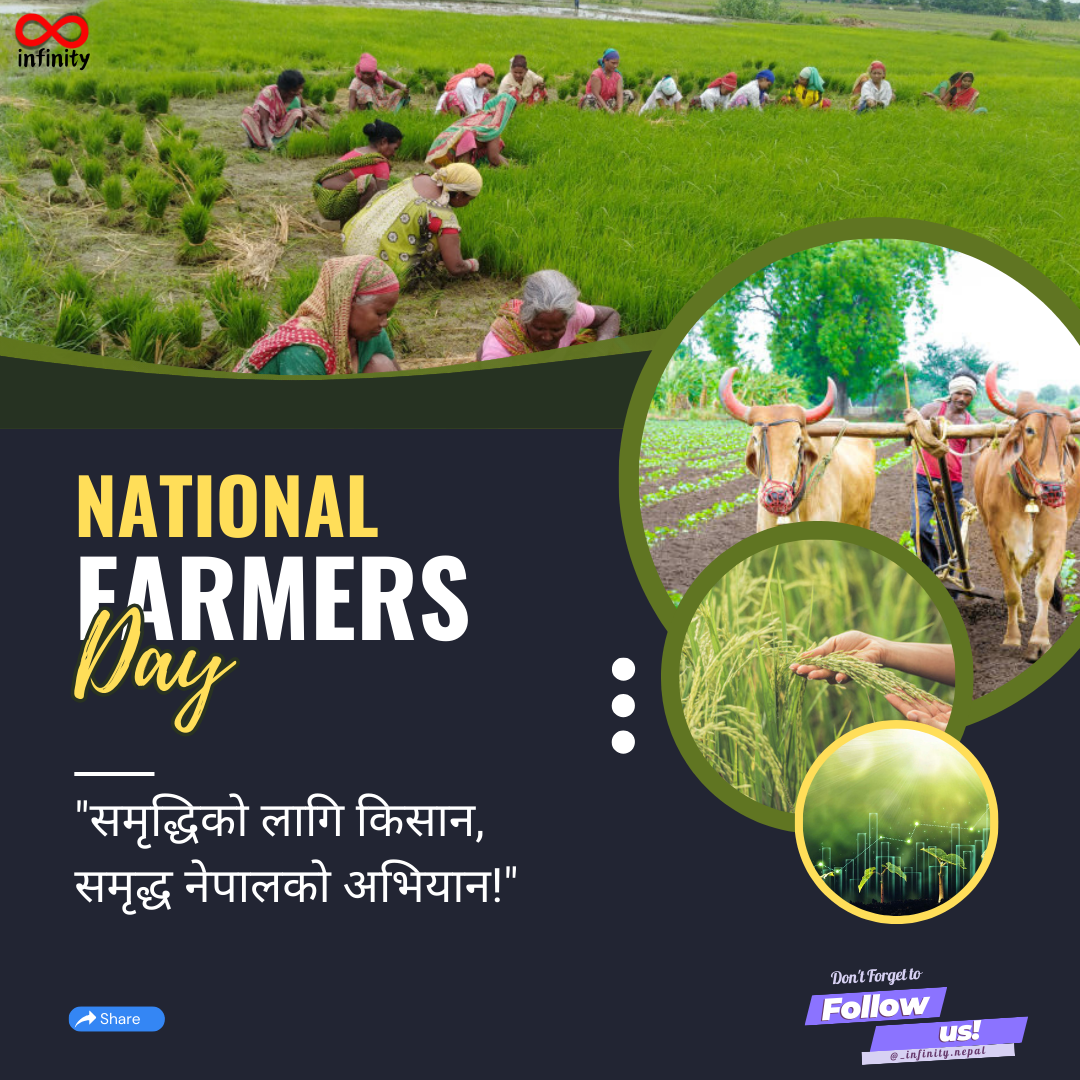 infinity
NATIONAL
FARMERS
Day
"समृद्धिको लागि किसान,
समृद्ध नेपालको अभियान!"
Share
Don't Forget to
Follow
us!
@_infinity.nepal